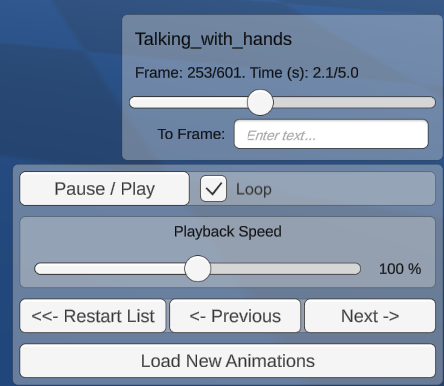 Talking_with_hands
Frame: 253/601. Time (s): 2.1/5.0
To Frame: Enter text...
Pause / Play Loop
Playback Speed
100 %
<<- Restart List <- Previous Next ->
Load New Animations